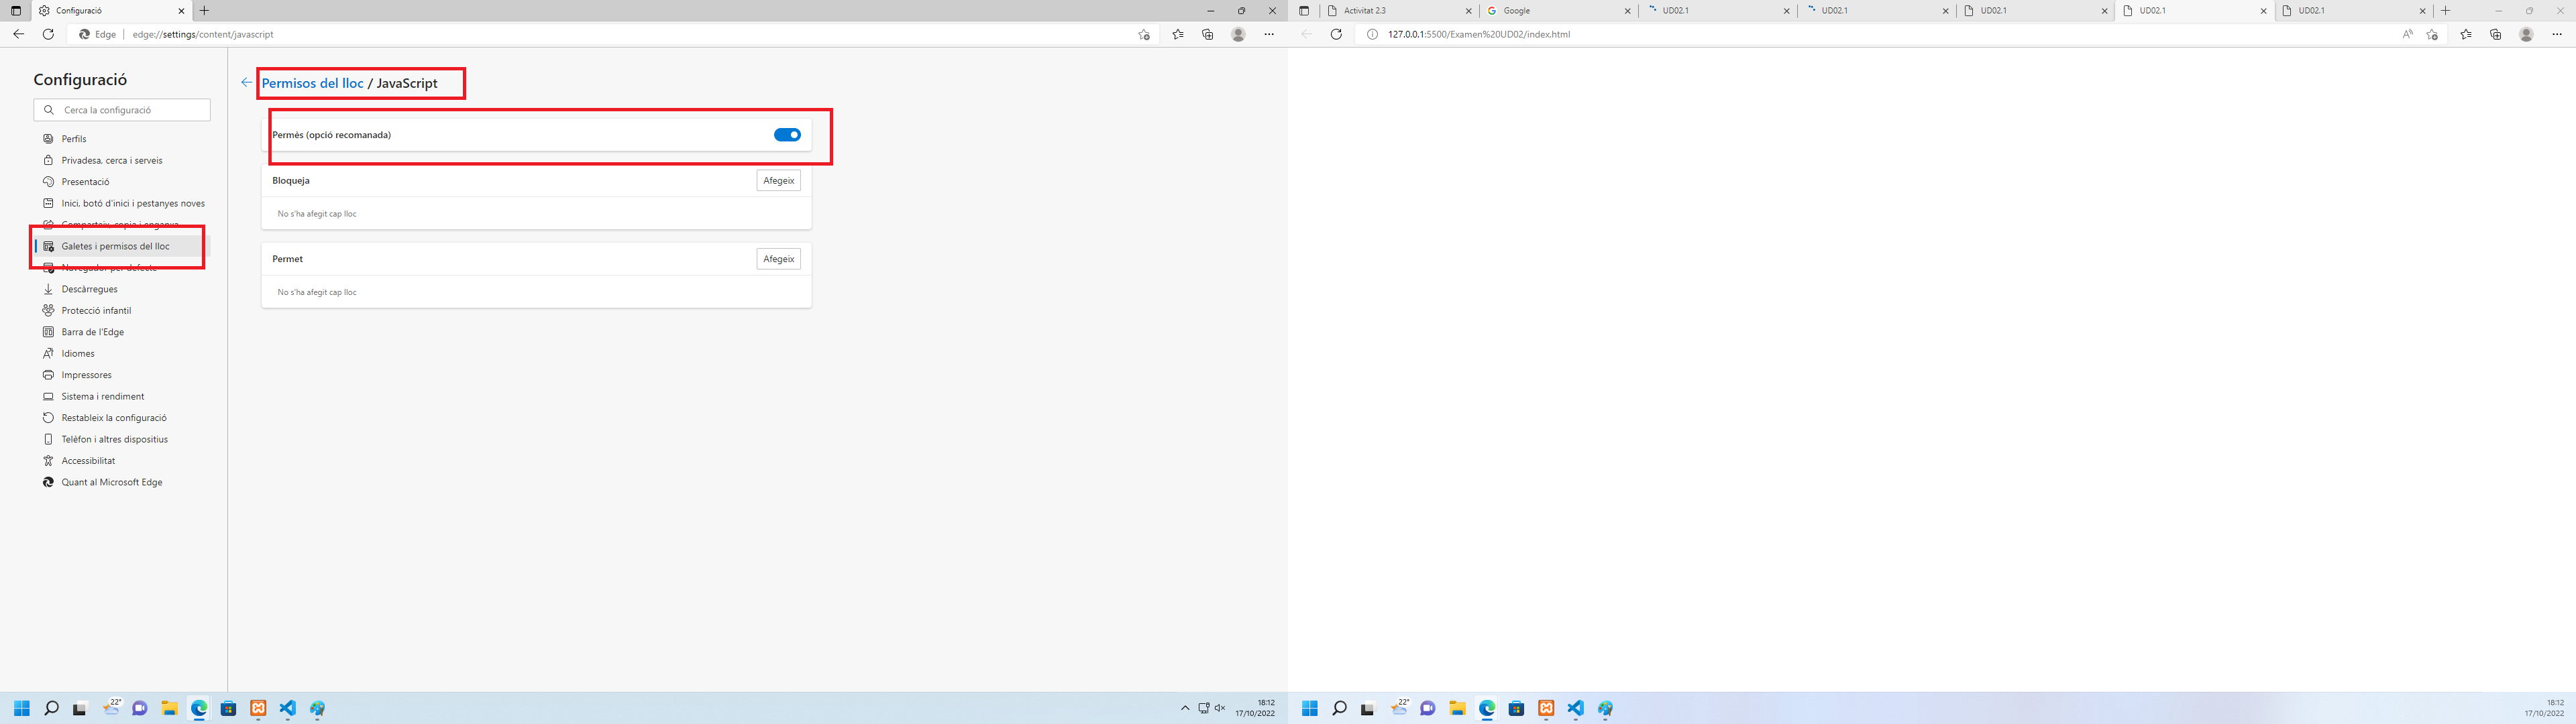 Configuració
Activitat 2.3
Google
UD02.1
UD02.1
UD02.1
UD02.1
UD02.1
Edge
edge://settings/content/javascript
127.0.0.1:5500/Examen%20UD02/index.html
Configuració
Cerca la configuració
Perfils
Privadesa, cerca i serveis
Presentació
Inici, botó d'inici i pestanyes noves
Comparteix, copia i enganxa
Galetes i permisos del lloc
Navegador per defecte
Descàrregues
Protecció infantil
Barra de l'Edge
Idiomes
Impressores
Sistema i rendiment
Restableix la configuració
Telèfon i altres dispositius
Accessibilitat
Quant al Microsoft Edge
Permisos del lloc / JavaScript
Permès (opció recomanada)
Bloqueja
Afegeix
No s'ha afegit cap lloc
Permet
Afegeix
No s'ha afegit cap lloc
22°
18:12
17/10/2022
22°
18:12
17/10/2022